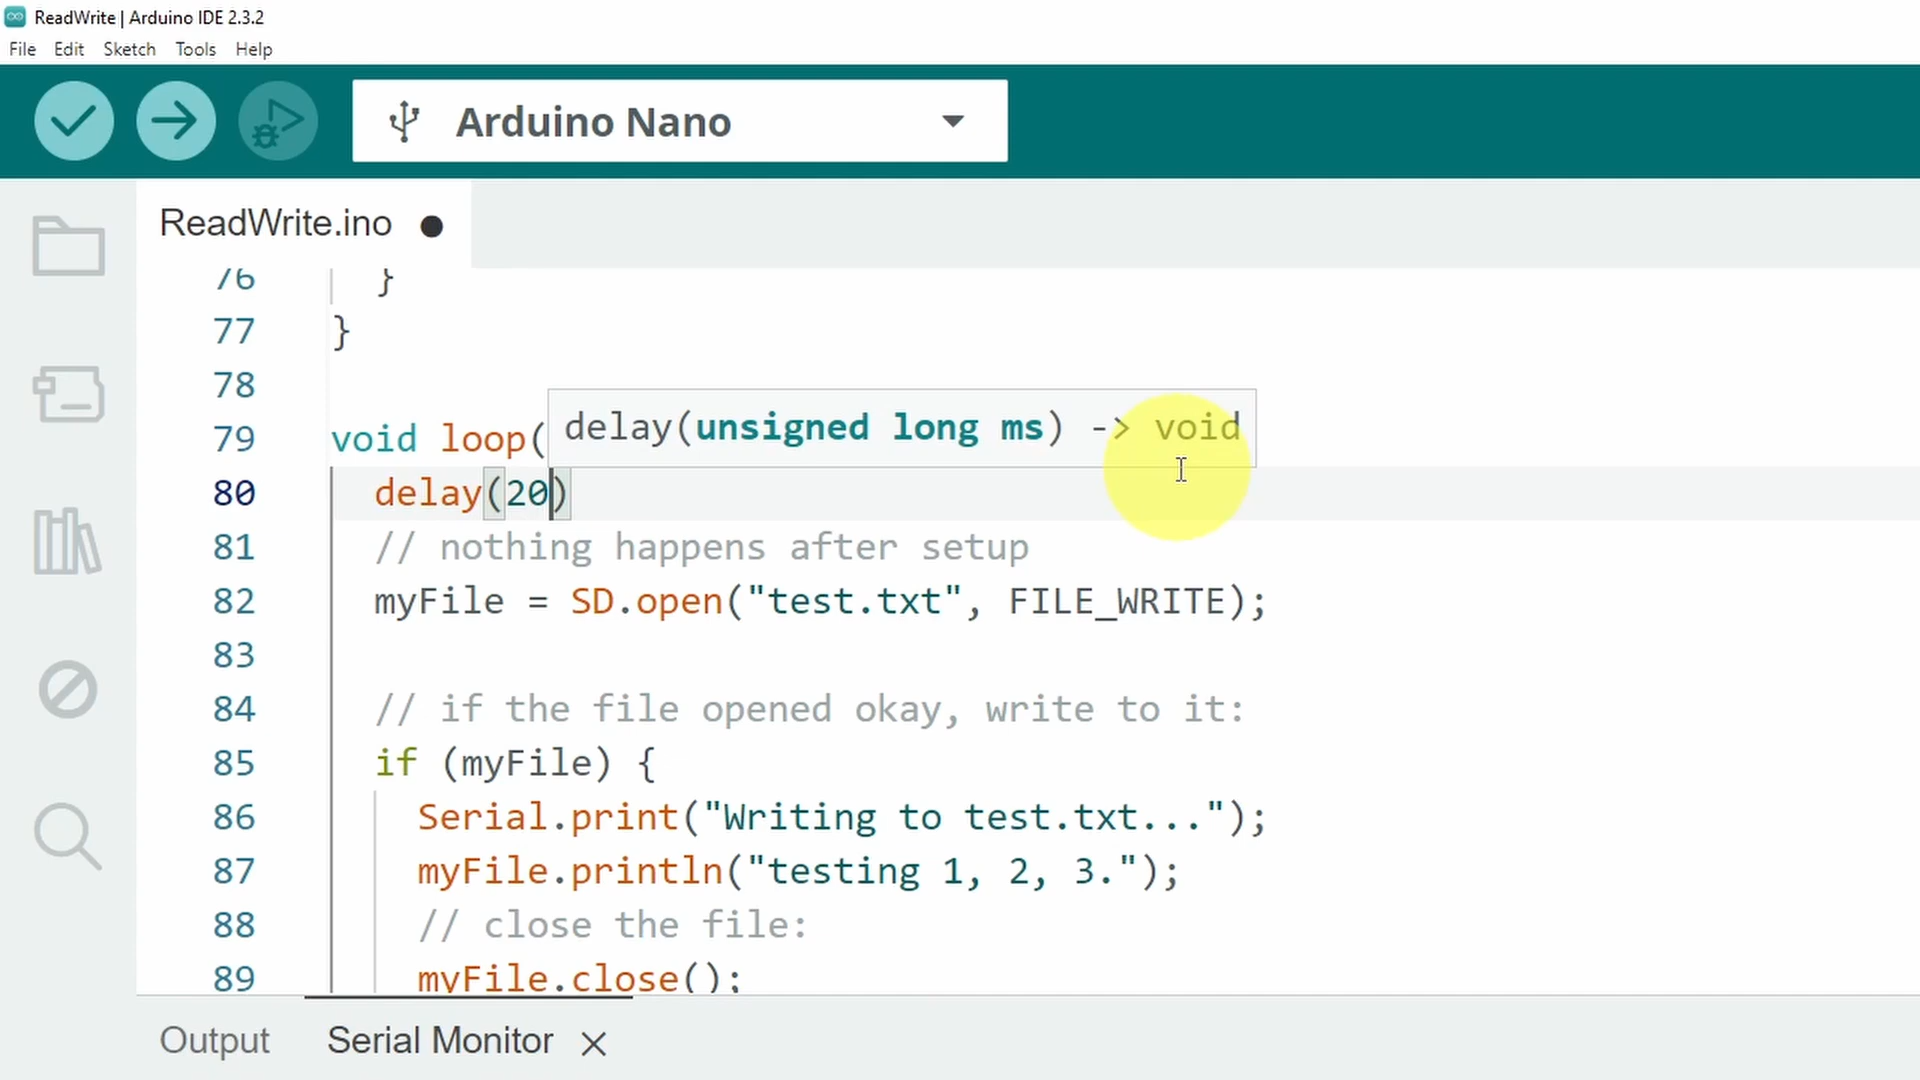 ReadWrite | Arduino IDE 2.3.2
File Edit Sketch Tools Help
Arduino Nano
ReadWrite.ino
76 }
77 }
78
79 void loop(
delay(unsigned long ms) -> void
80 delay(20)
81 // nothing happens after setup
82 myFile = SD.open("test.txt", FILE_WRITE);
83
84 // if the file opened okay, write to it:
85 if (myFile) {
86 Serial.print("Writing to test.txt...");
87 myFile.println("testing 1, 2, 3.");
88 // close the file:
89 myFile.close();
Output Serial Monitor